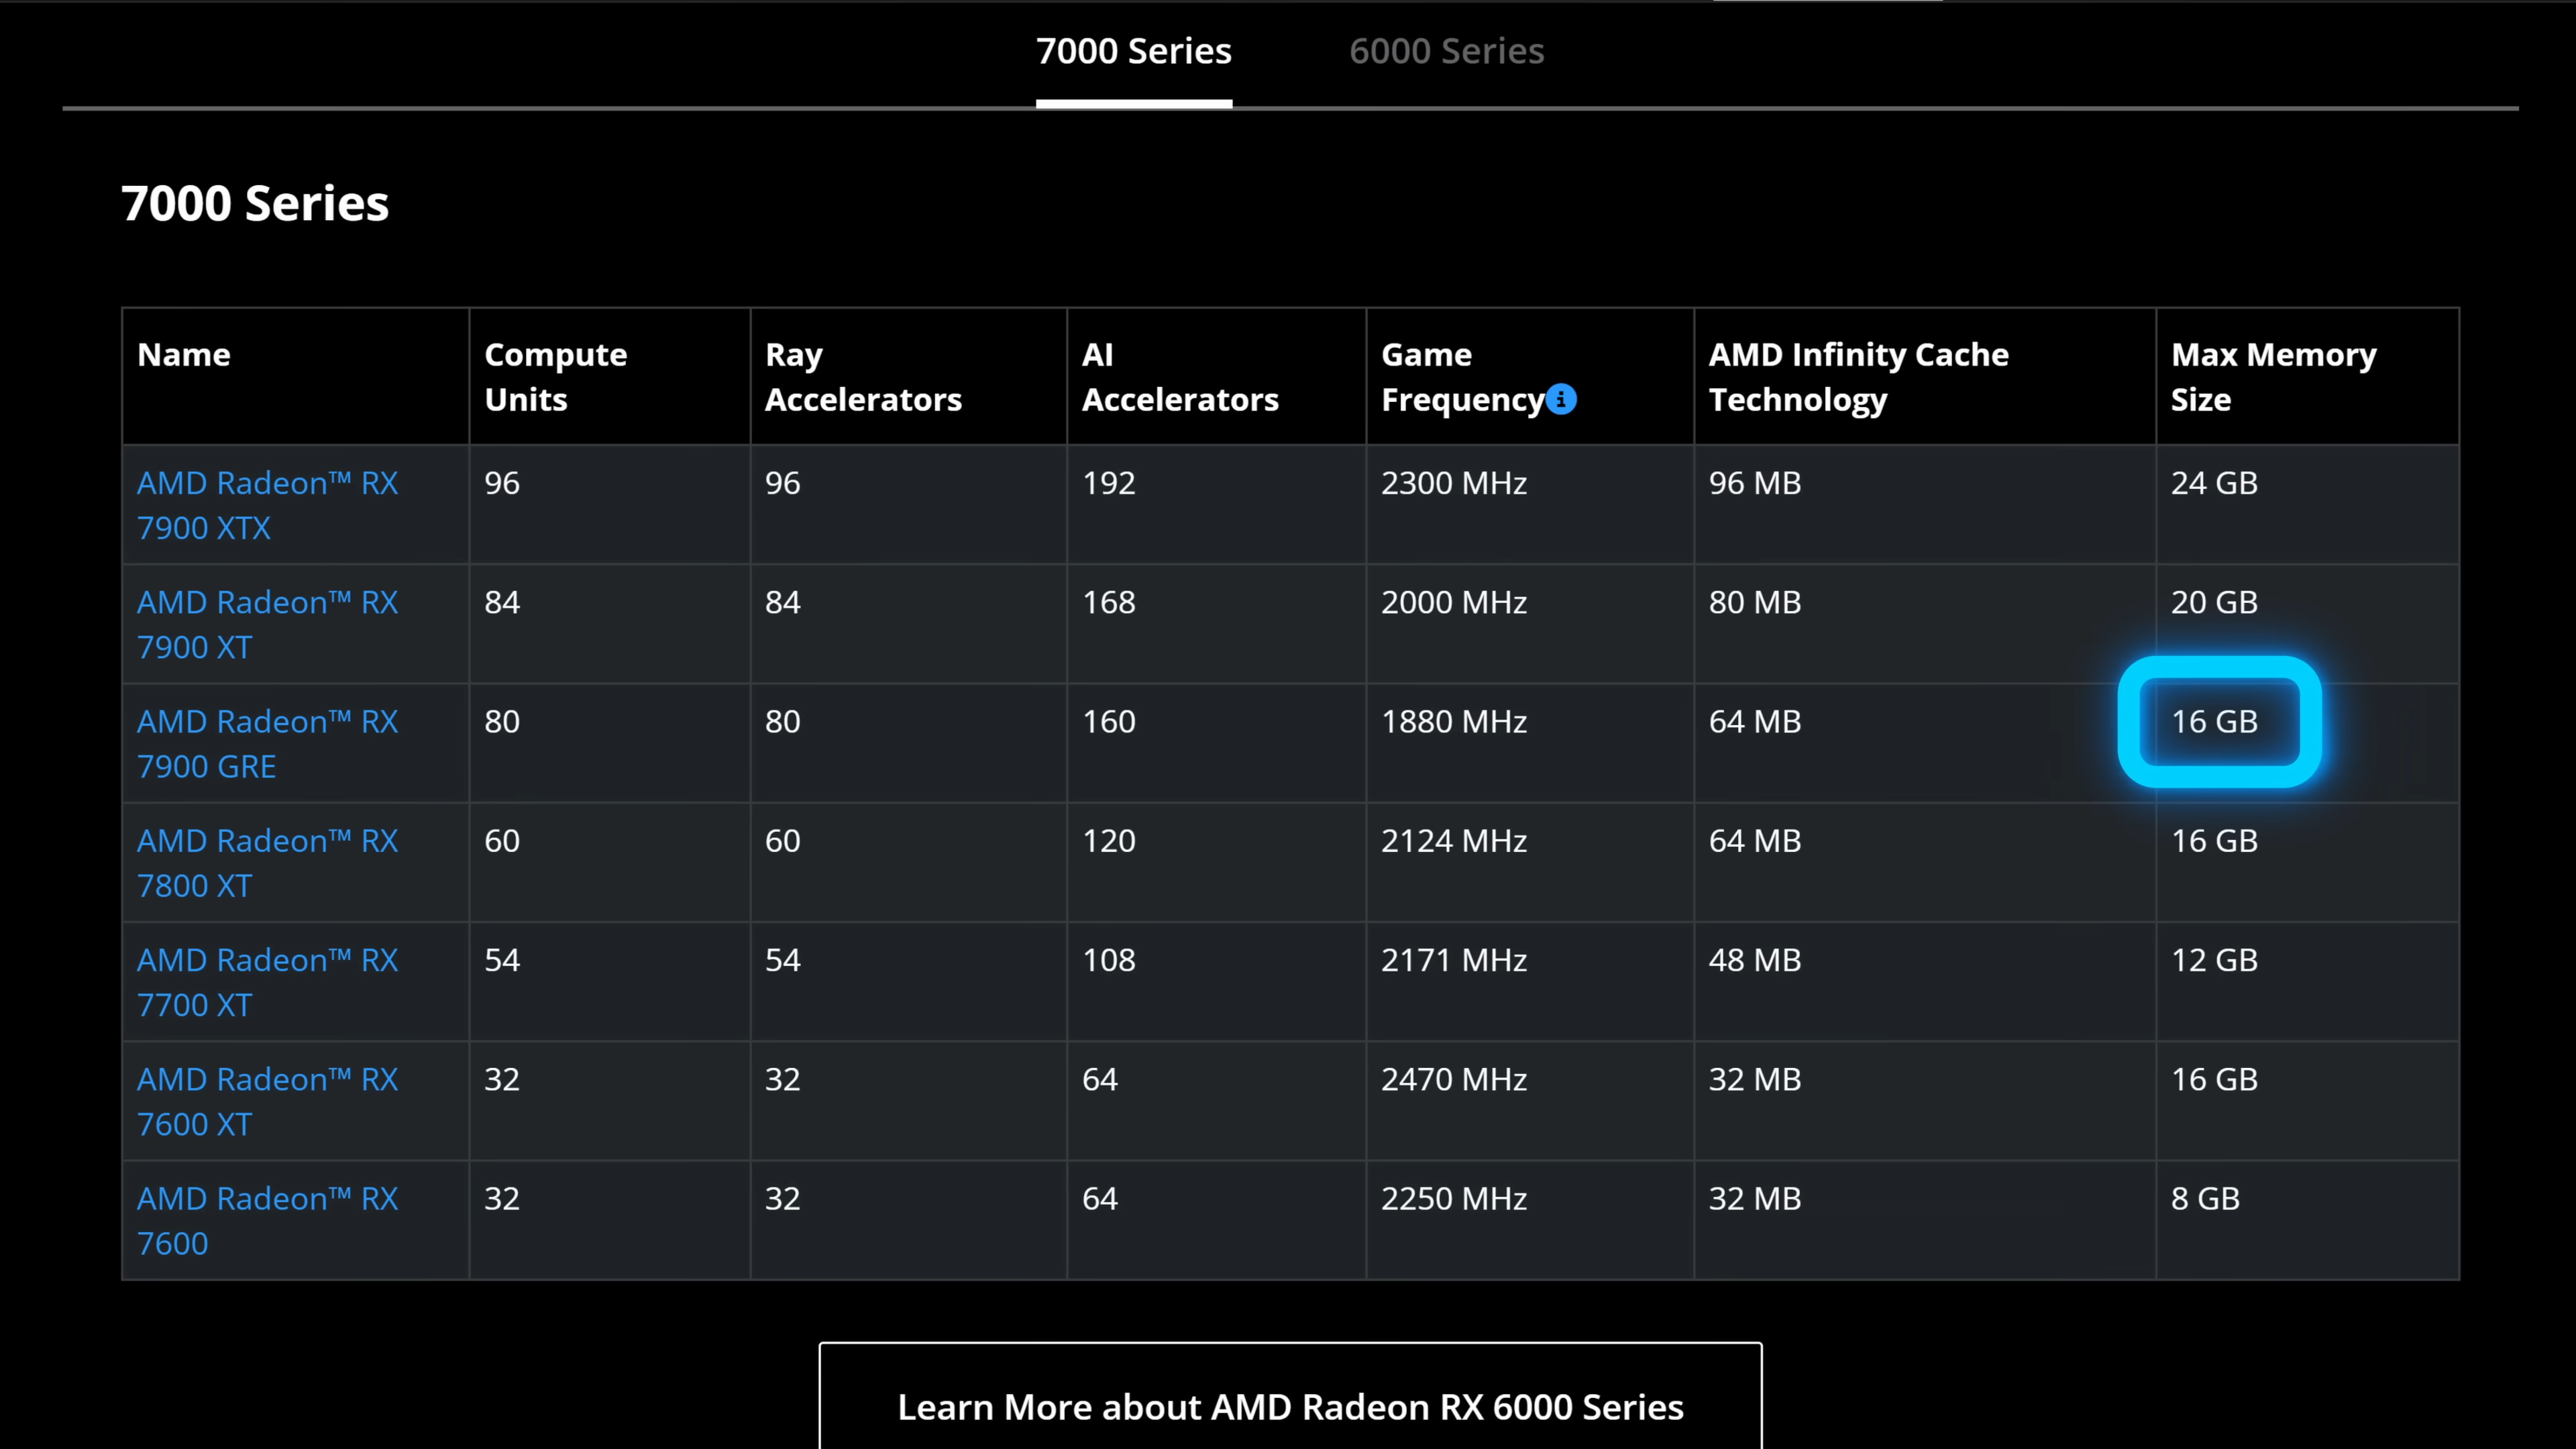 7000 Series 6000 Series
7000 Series
Name Compute Units Ray Accelerators AI Accelerators Game Frequency AMD Infinity Cache Technology Max Memory Size
AMD Radeon™ RX 7900 XTX 96 96 192 2300 MHz 96 MB 24 GB
AMD Radeon™ RX 7900 XT 84 84 168 2000 MHz 80 MB 20 GB
AMD Radeon™ RX 7900 GRE 80 80 160 1880 MHz 64 MB 16 GB
AMD Radeon™ RX 7800 XT 60 60 120 2124 MHz 64 MB 16 GB
AMD Radeon™ RX 7700 XT 54 54 108 2171 MHz 48 MB 12 GB
AMD Radeon™ RX 7600 XT 32 32 64 2470 MHz 32 MB 16 GB
AMD Radeon™ RX 7600 32 32 64 2250 MHz 32 MB 8 GB
Learn More about AMD Radeon RX 6000 Series